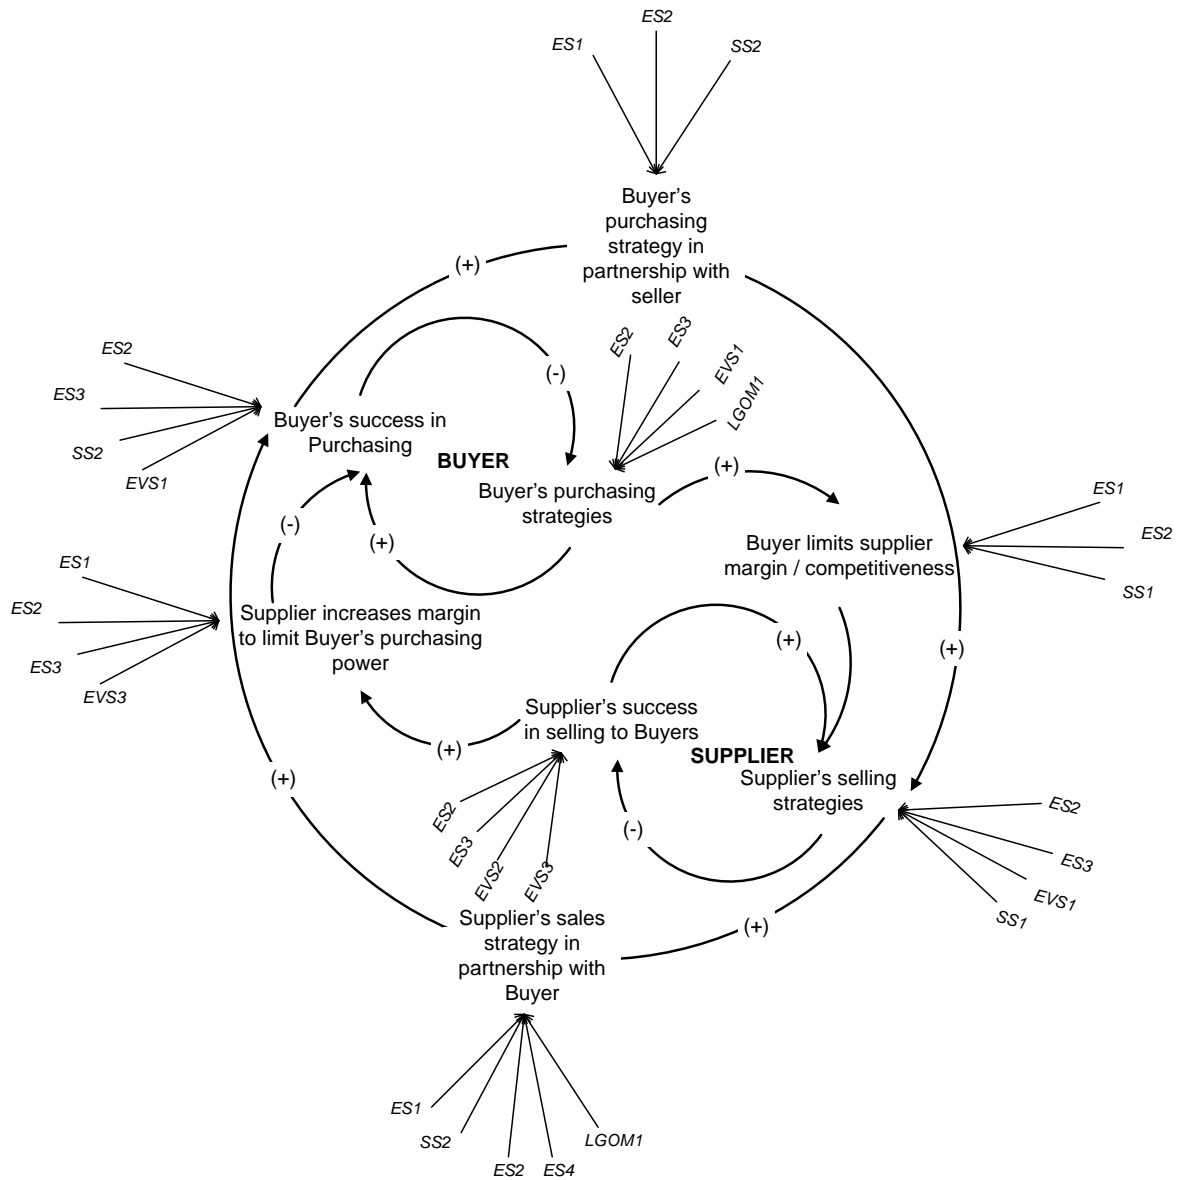 ES2
ES1
SS2
Buyer's
purchasing
strategy in
partnership with
seller
(+)
ES2
ES3
EVS1
LGOM1
ES2
ES3
SS2
EVS1
(-)
Buyer's success in
Purchasing
BUYER
Buyer's purchasing
strategies
(+)
ES1
ES2
SS1
(-)
(+)
Buyer limits supplier
margin / competitiveness
ES1
ES2
ES3
EVS3
Supplier increases margin
to limit Buyer's purchasing
power
(+)
(+)
Supplier's success
in selling to Buyers
(+)
SUPPLIER
Supplier's selling
strategies
(+)
ES2
ES3
EVS2
EVS3
(-)
ES2
ES3
EVS1
SS1
Supplier's sales
strategy in
partnership with
Buyer
(+)
ES1
SS2
ES2
ES4
LGOM1